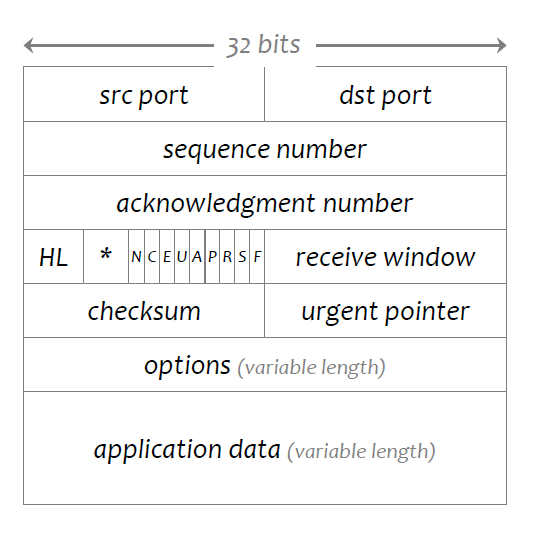 32 bits
src port dst port
sequence number
acknowledgment number
HL * N C E U A P R S F receive window
checksum urgent pointer
options (variable length)
application data (variable length)